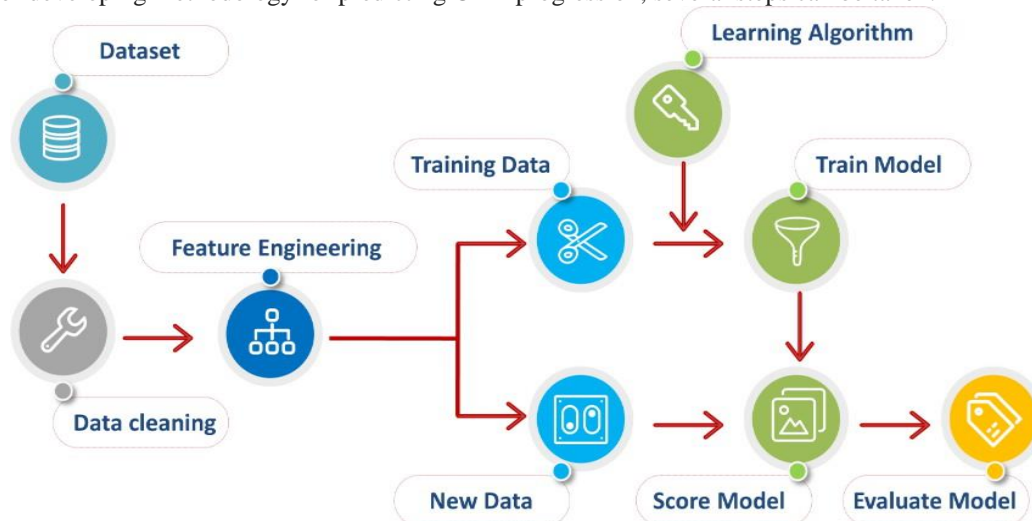 Learning Algorithm
Dataset
Training Data
Train Model
Feature Engineering
Data cleaning
New Data
Score Model
Evaluate Model